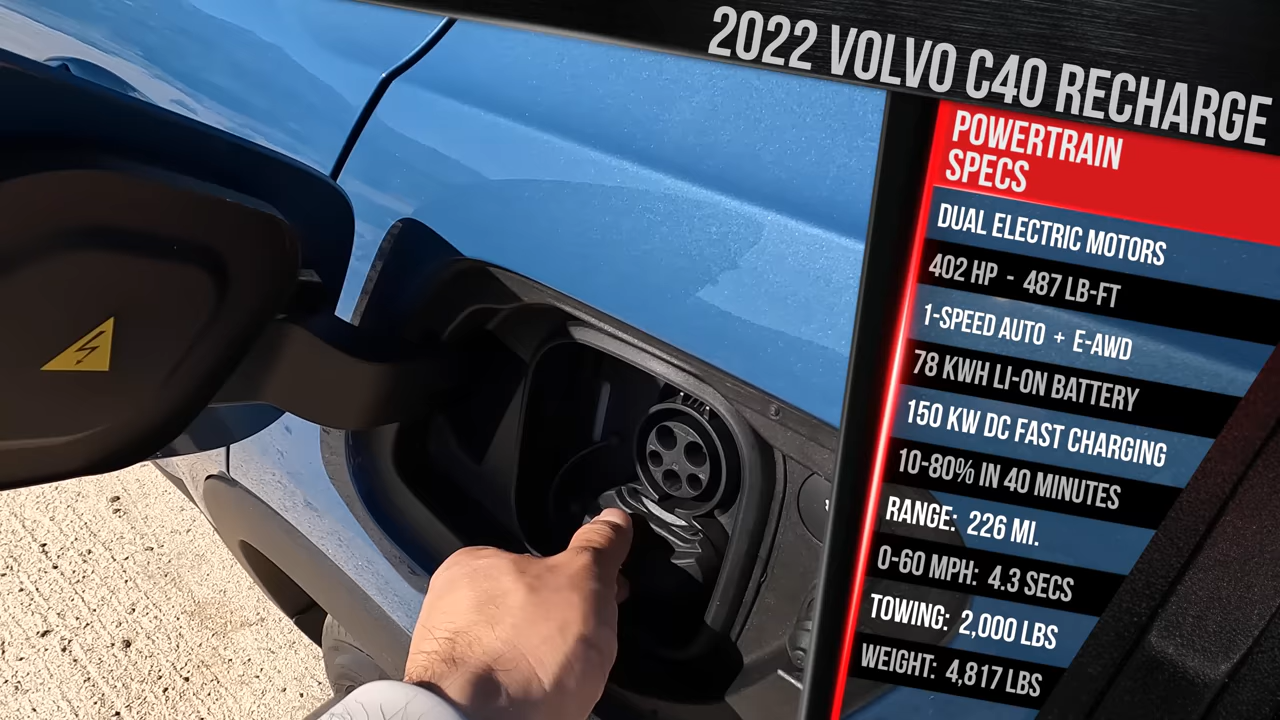 2022 VOLVO C40 RECHARGE
POWERTRAIN
SPECS
DUAL ELECTRIC MOTORS
402 HP - 487 LB-FT
1-SPEED AUTO + E-AWD
78 KWH LI-ON BATTERY
150 KW DC FAST CHARGING
10-80% IN 40 MINUTES
RANGE: 226 MI.
0-60 MPH: 4.3 SECS
TOWING: 2,000 LBS
WEIGHT: 4,817 LBS